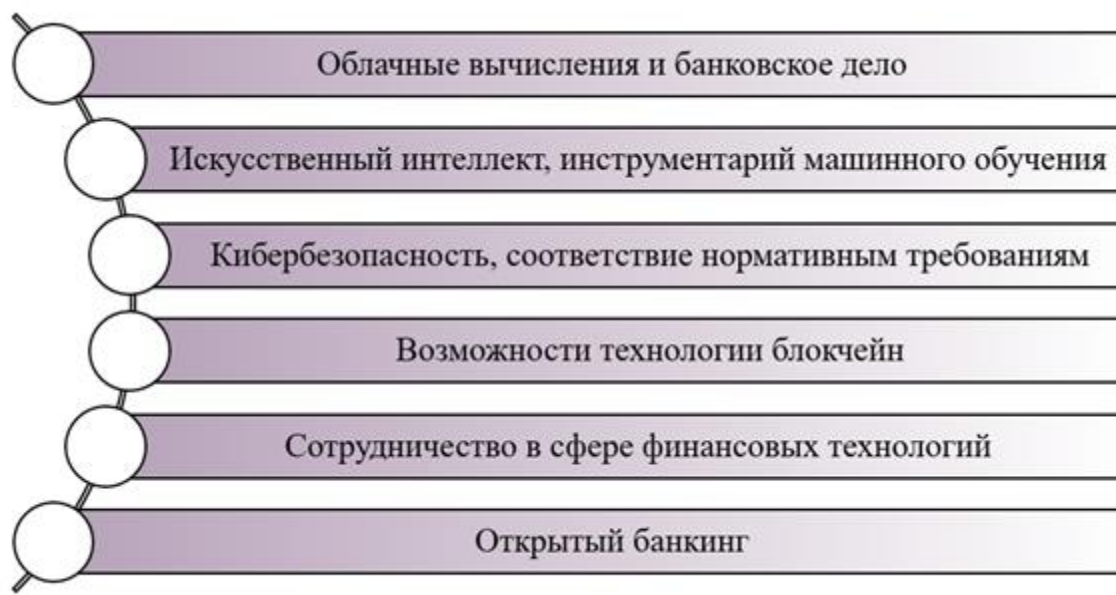 Облачные вычисления и банковское дело
Искусственный интеллект, инструментарий машинного обучения
Кибербезопасность, соответствие нормативным требованиям
Возможности технологии блокчейн
Сотрудничество в сфере финансовых технологий
Открытый банкинг